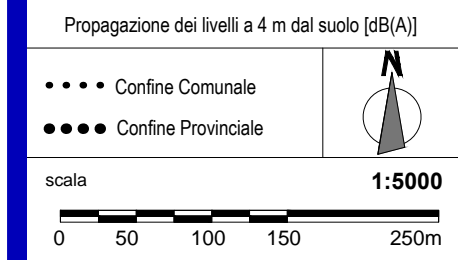 Propagazione dei livelli a 4 m dal suolo [dB(A)]
Confine Comunale
Confine Provinciale
N
scala 1:5000
0 50 100 150 250m